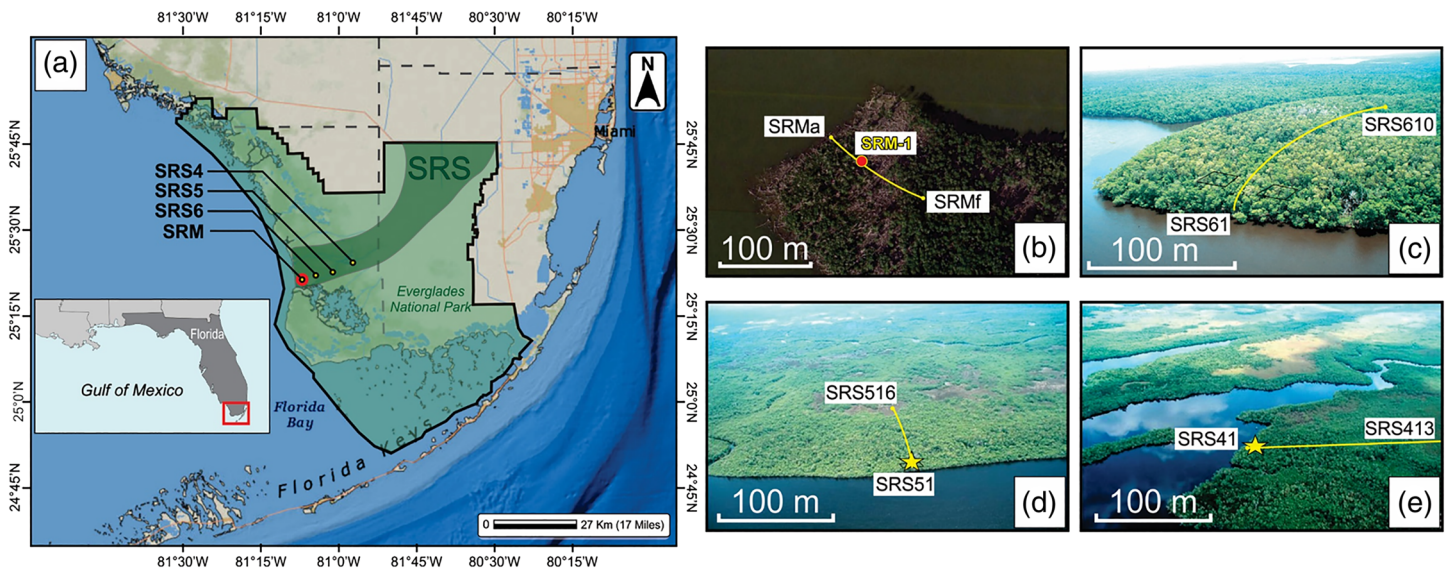 81°30'W 81°15'W 81°0'W 81°45'W 80°30'W 80°15'W
(a)
N
Miami
25°45'N
25°30'N
25°15'N
25°0'N
24°45'N
SRS
SRS4
SRS5
SRS6
SRM
Everglades
National Park
Florida
Gulf of Mexico
Florida
Bay
Florida Keys
0 27 Km (17 Miles)
25°45'N
25°30'N
25°15'N
25°0'N
24°45'N
81°30'W 81°15'W 81°0'W 80°45'W 80°30'W 80°15'W
SRMa
SRM-1
SRMf
100 m
(b)
SRS610
SRS61
100 m
(c)
SRS516
SRS51
100 m
(d)
SRS41
SRS413
100 m
(e)